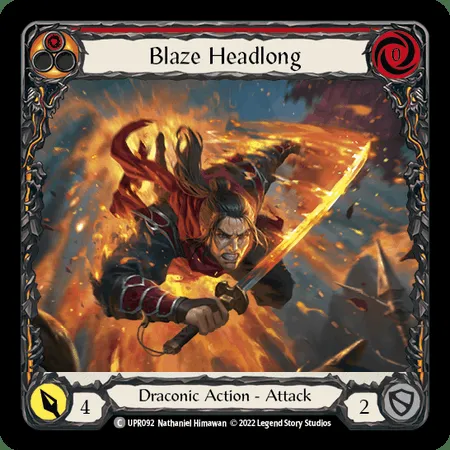 Blaze Headlong
0
Draconic Action - Attack
4
2
C UPR092 Nathaniel Himawan ©2022 Legend Story Studios